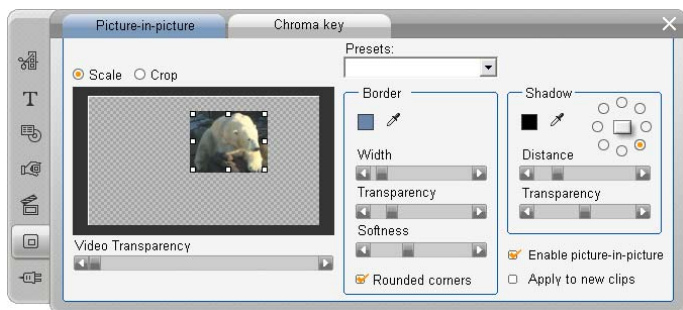 Picture-in-picture
Chroma key
Scale
Crop
Presets:
Border
Width
Transparency
Softness
Rounded corners
Shadow
Distance
Transparency
Enable picture-in-picture
Apply to new clips
Video Transparency
T